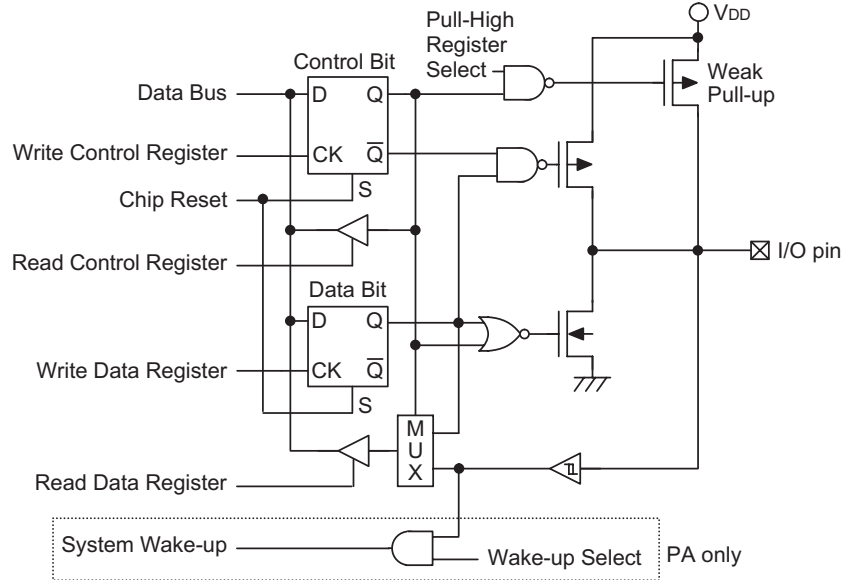 VDD
Pull-High
Register
Select
Control Bit
Weak
Pull-up
Data Bus
D
Q
Write Control Register
CK
Q
S
Chip Reset
Read Control Register
I/O pin
Data Bit
D
Q
Write Data Register
CK
Q
S
M
U
X
Read Data Register
System Wake-up
Wake-up Select
PA only